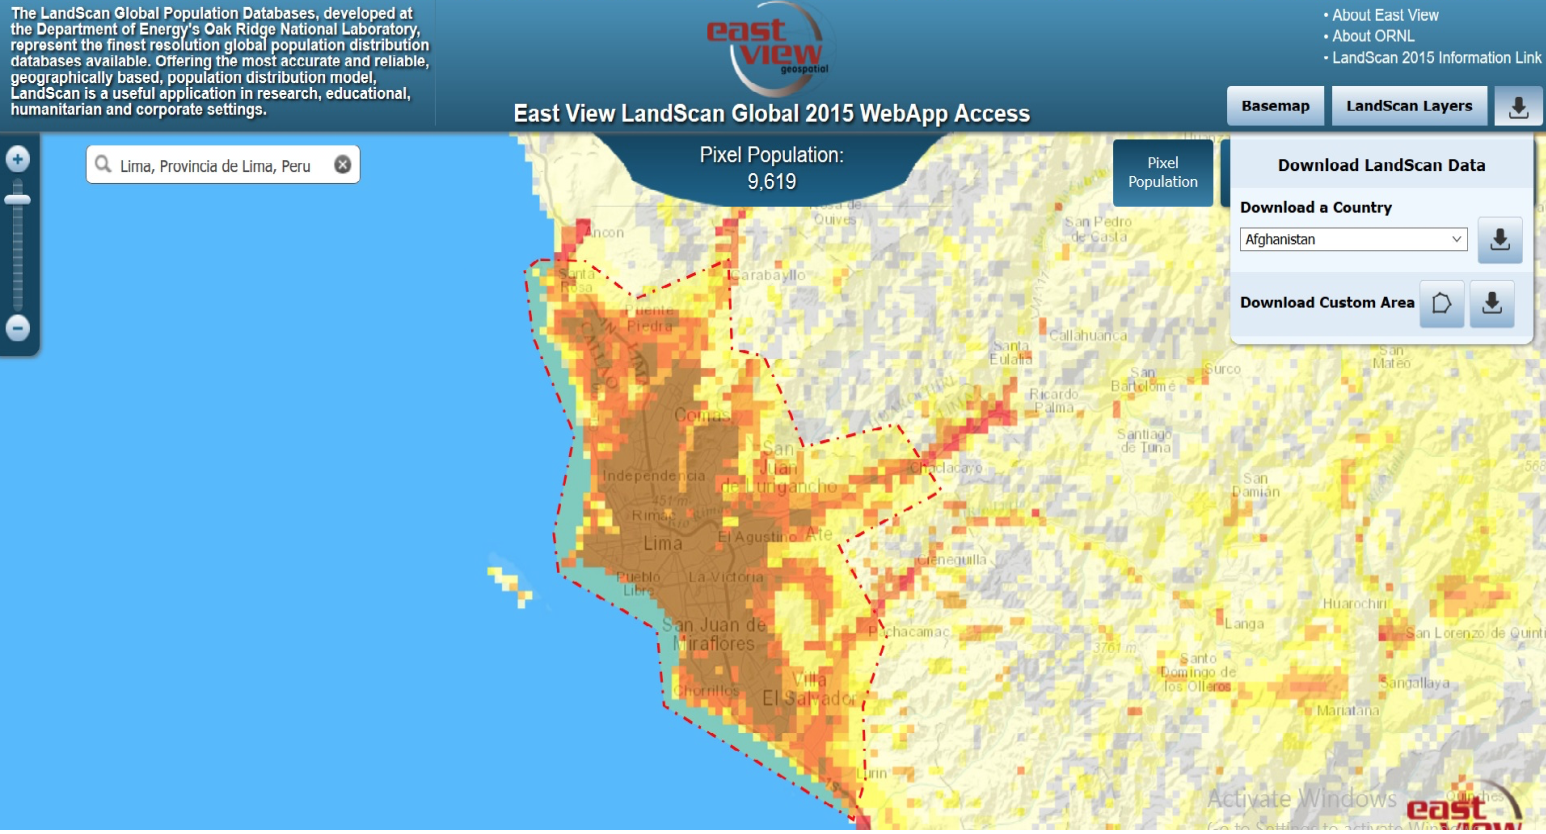 The LandScan Global Population Databases, developed at
the Department of Energy's Oak Ridge National Laboratory,
represent the finest resolution global population distribution
databases available. Offering the most accurate and reliable,
geographically based, population distribution model,
LandScan is a useful application in research, educational,
humanitarian and corporate settings.
east
view
geospatial
East View LandScan Global 2015 WebApp Access
• About East View
• About ORNL
• LandScan 2015 Information Link
Basemap
LandScan Layers
Lima, Provincia de Lima, Peru
Pixel Population:
9,619
Pixel
Population
Download LandScan Data
Download a Country
Afghanistan
Download Custom Area
Quives
Ancon
San Pedro
de Casta
Santa
Rosa
Carabayllo
Puente
Piedra
CALLAO
LIMA
Callahuanca
Santa
Eulalia
San
Mateo
Surco
San
Bartolome
Ricardo
Palma
Comas
Santiago
de Tuna
San
Juan
de Lurigancho
Chaclacayo
Independencia
San
Damian
451 m
Rimac
Rio Rimac
Lima
El Agustino
Ate
Cieneguilla
Pueblo
Libre
La Victoria
Huarochiri
San Juan de
Miraflores
Pachacamac
Langa
San Lorenzo de Quinti
3761 m
Santo
Domingo de
los Olleros
Villa
El Salvador
Chorrillos
Sangallaya
Mariatana
Lurin
Activate Windows
east
view